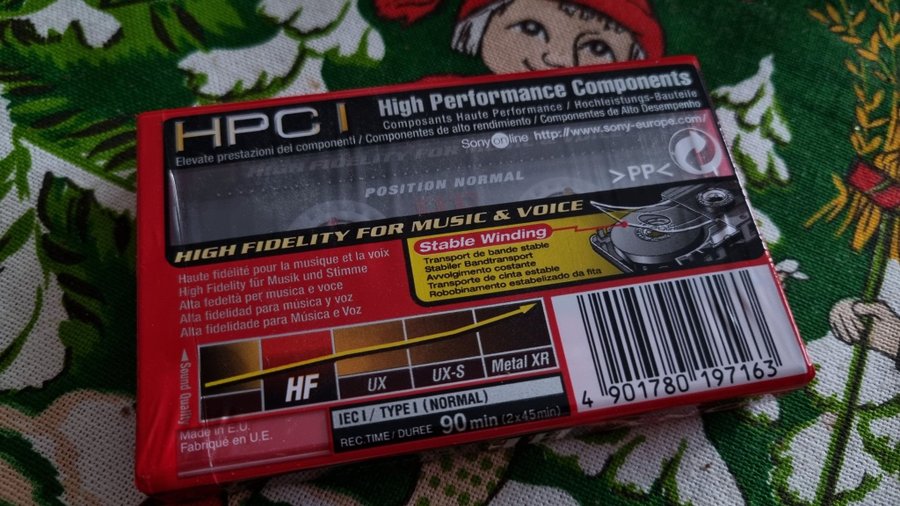 HPC I High Performance Components
Composants Haute Performance / Hochleistungs-Bauteile
Elevate prestazioni dei componenti / Componentes de alto rendimiento / Componentes de Alto Desempenho
Sony online http://www.sony-europe.com/
HIGH FIDELITY FOR
>PP<
POSITION NORMAL
HIGH FIDELITY FOR MUSIC & VOICE
Stable Winding
Transport de bande stable
Stabiler Bandtransport
Avvolgimento costante
Transporte de cinta estable
Robobinamento estabelizado da fita
Haute fidélité pour la musique et la voix
High Fidelity für Musik und Stimme
Alta fedeltà per musica e voce
Alta fidelidad para música y voz
Alta fidelidade para Música e Voz
Sound Quality
HF
UX
UX-S
Metal XR
IEC I / TYPE I (NORMAL)
REC.TIME / DUREE 90 min (2x45min)
Made in E.U.
Fabriqué en U.E.
4 901780 197163